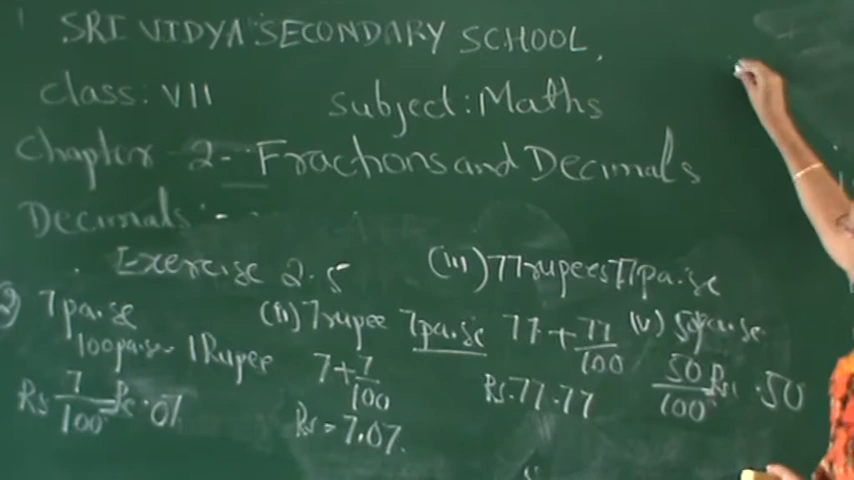 SRI VIDYA SECONDARY SCHOOL,
Class: VII Subject: Maths
Chapter 2- Fractions and Decimals
Decimals:-
Exercise 2.5 (iii) 77 rupees 77 paise
7 paise (ii) 7 rupee 7 paise 77+77/100 (v) 50 paise
100 paise- 1 Rupee 7+7/100 Rs.77.77 50/100 Rs .50
Rs 7/100 Rs .07 Rs = 7.07.